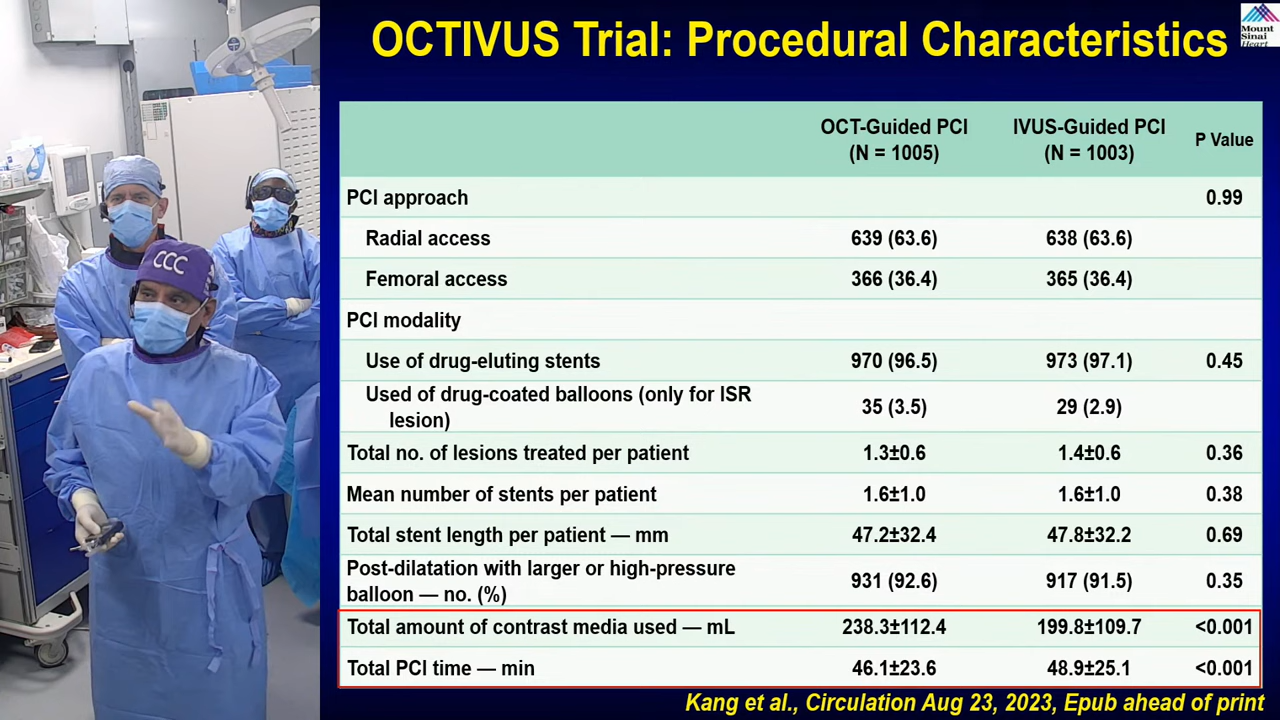 OCTIVUS Trial: Procedural Characteristics
Mount
Sinai
Heart
OCT-Guided PCI IVUS-Guided PCI P Value
(N = 1005) (N = 1003)
PCI approach 0.99
Radial access 639 (63.6) 638 (63.6)
Femoral access 366 (36.4) 365 (36.4)
PCI modality
Use of drug-eluting stents 970 (96.5) 973 (97.1) 0.45
Used of drug-coated balloons (only for ISR
lesion) 35 (3.5) 29 (2.9)
Total no. of lesions treated per patient 1.3±0.6 1.4±0.6 0.36
Mean number of stents per patient 1.6±1.0 1.6±1.0 0.38
Total stent length per patient — mm 47.2±32.4 47.8±32.2 0.69
Post-dilatation with larger or high-pressure
balloon — no. (%) 931 (92.6) 917 (91.5) 0.35
Total amount of contrast media used — mL 238.3±112.4 199.8±109.7 <0.001
Total PCI time — min 46.1±23.6 48.9±25.1 <0.001
Kang et al., Circulation Aug 23, 2023, Epub ahead of print
CCC